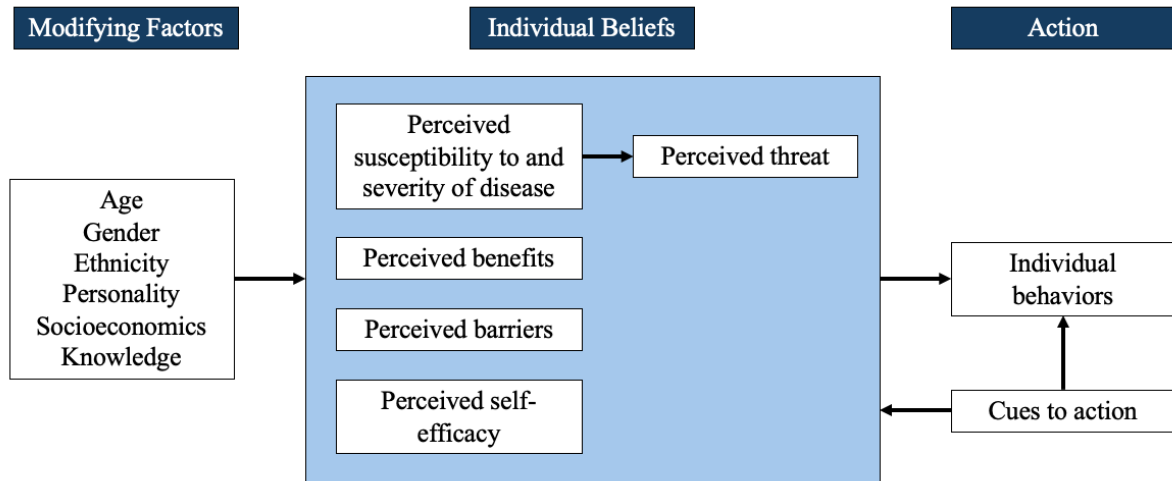 Modifying Factors
Individual Beliefs
Action
Age
Gender
Ethnicity
Personality
Socioeconomics
Knowledge
Perceived
susceptibility to and
severity of disease
Perceived threat
Perceived benefits
Perceived barriers
Perceived self-
efficacy
Individual
behaviors
Cues to action